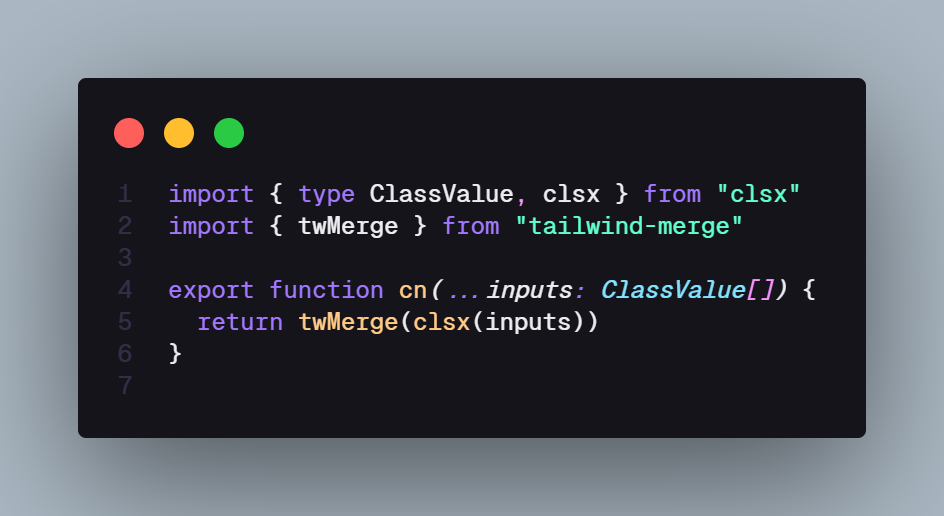 1 import { type ClassValue, clsx } from "clsx"
2 import { twMerge } from "tailwind-merge"
3
4 export function cn(...inputs: ClassValue[]) {
5   return twMerge(clsx(inputs))
6 }
7